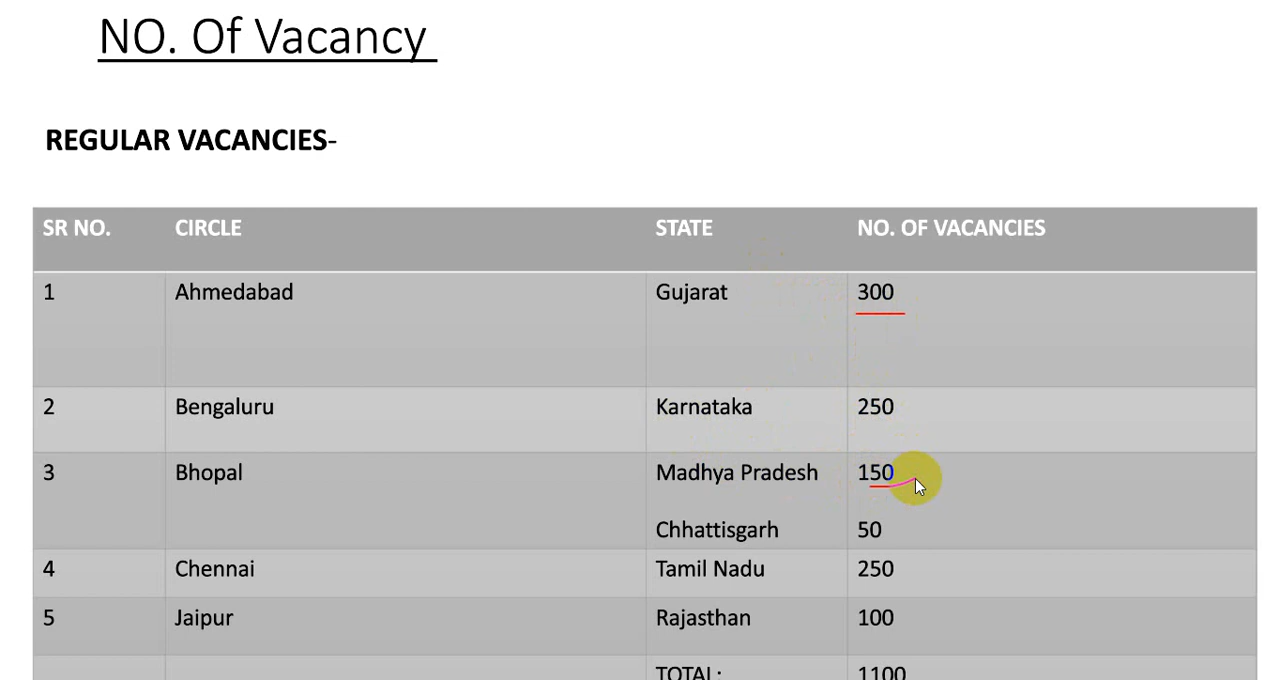 NO. Of Vacancy
REGULAR VACANCIES-
SR NO. CIRCLE STATE NO. OF VACANCIES
1 Ahmedabad Gujarat 300
2 Bengaluru Karnataka 250
3 Bhopal Madhya Pradesh 150
Chhattisgarh 50
4 Chennai Tamil Nadu 250
5 Jaipur Rajasthan 100
TOTAL: 1100